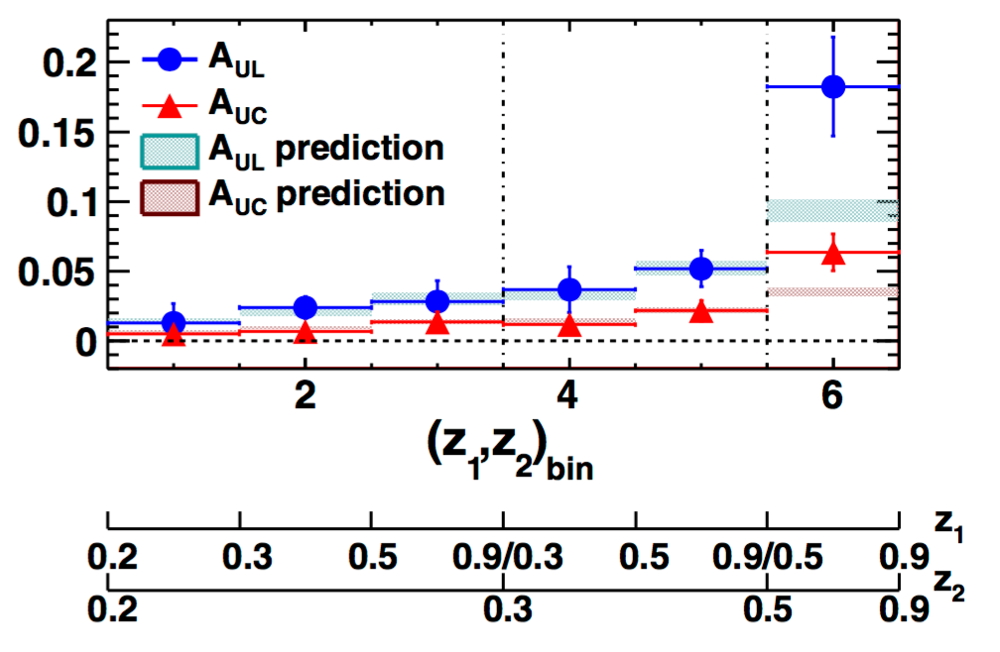 0.2
A_UL
A_UC
0.15
A_UL prediction
0.1
A_UC prediction
0.05
0
2 4 6
(z_1,z_2)_bin
z_1
0.2 0.3 0.5 0.9/0.3 0.5 0.9/0.5 0.9
z_2
0.2 0.3 0.5 0.9